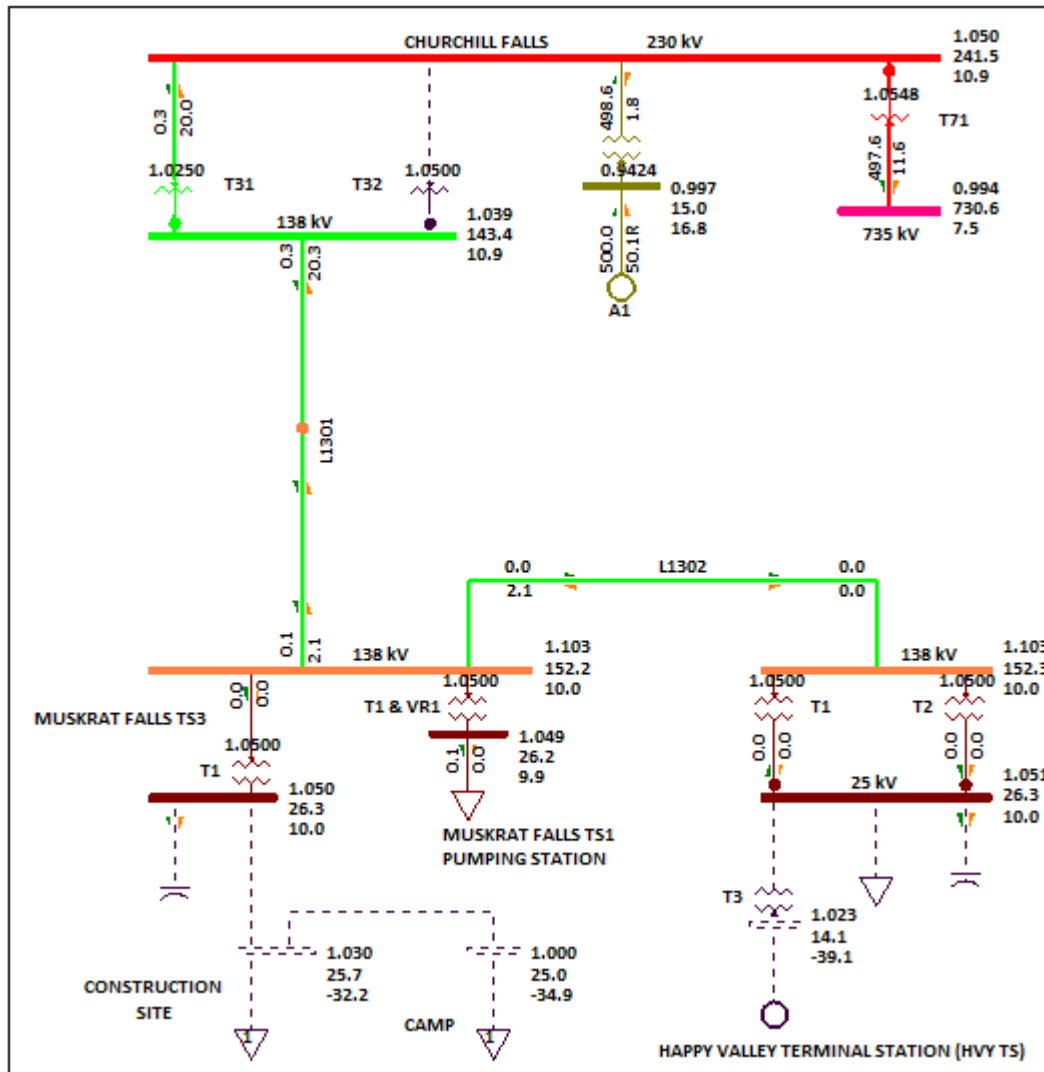 CHURCHILL FALLS 230 kV
1.050
241.5
10.9
0.3
20.0
498.6
1.8
1.0548
T71
497.6
11.6
1.0250
T31
T32
1.0500
0.9424
0.997
15.0
16.8
0.994
730.6
7.5
735 kV
138 kV
1.039
143.4
10.9
500.0
50.1R
A1
0.3
20.3
L1301
0.0
2.1
L1302
0.0
0.0
0.1
2.1
138 kV
1.103
152.2
10.0
138 kV
1.103
152.3
10.0
MUSKRAT FALLS TS3
0.0
0.0
1.0500
T1
1.0500
T1 & VR1
1.049
26.2
9.9
0.1
0.0
MUSKRAT FALLS TS1
PUMPING STATION
1.050
26.3
10.0
1.0500
T1
T2
1.0500
0.0
0.0
0.0
0.0
25 kV
1.051
26.3
10.0
T3
1.023
14.1
-39.1
1.030
25.7
-32.2
1.000
25.0
-34.9
CONSTRUCTION
SITE
1
CAMP
1
HAPPY VALLEY TERMINAL STATION (HVY TS)